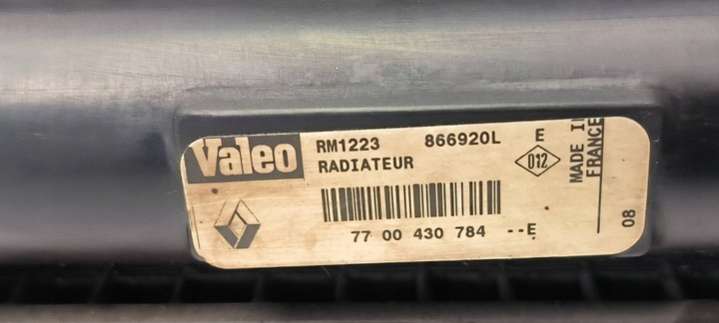 Valeo
RM1223 866920L E
RADIATEUR
D12
MADE IN
FRANCE
77 00 430 784 --E
08